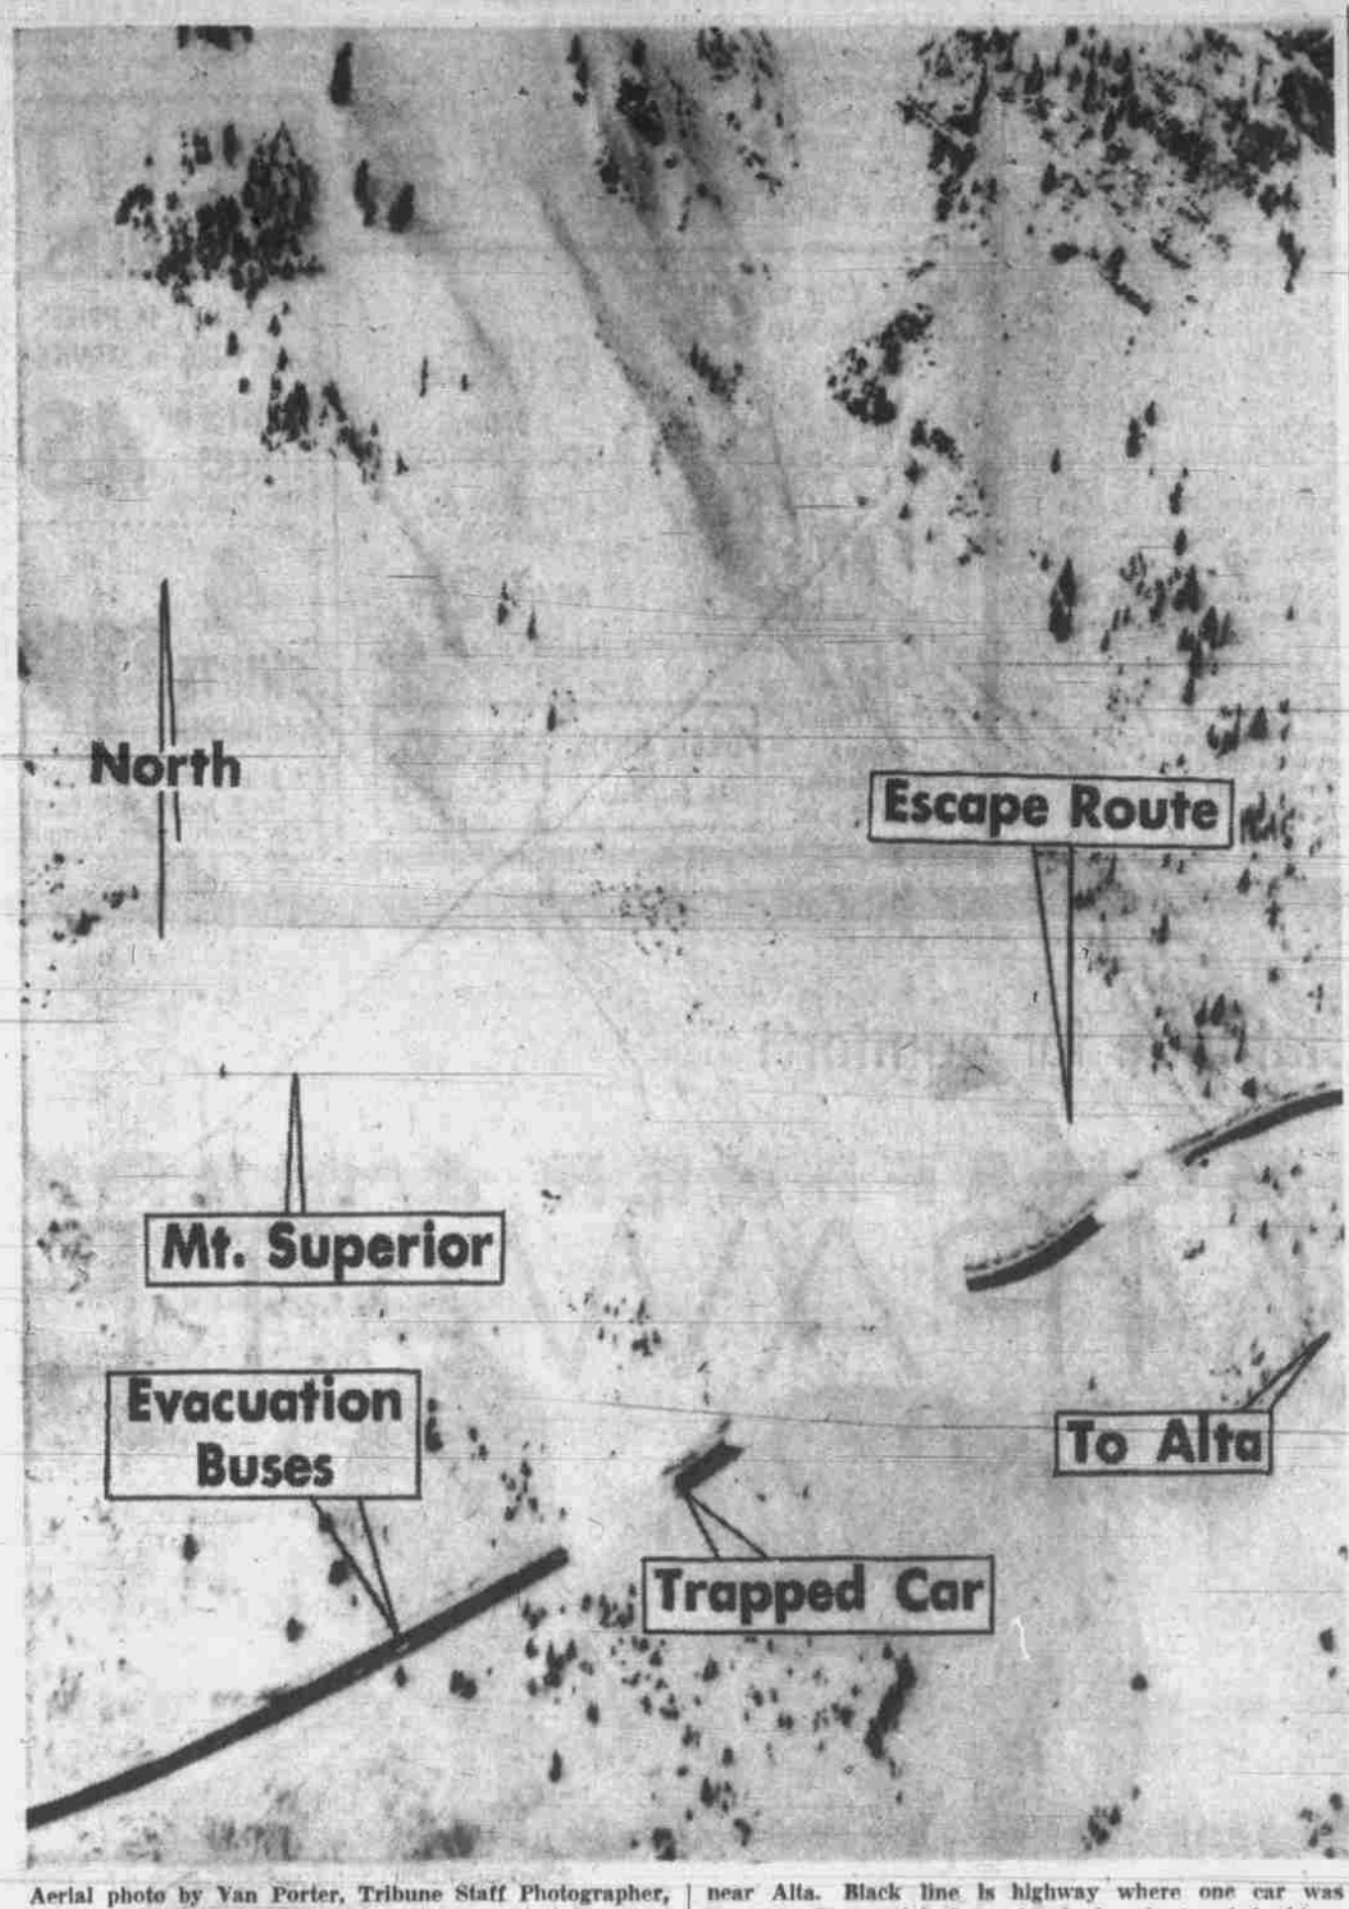 North
Escape Route
Mt. Superior
Evacuation
Buses
To Alta
Trapped Car
Aerial photo by Van Porter, Tribune Staff Photographer,
near Alta. Black line is highway where one car was